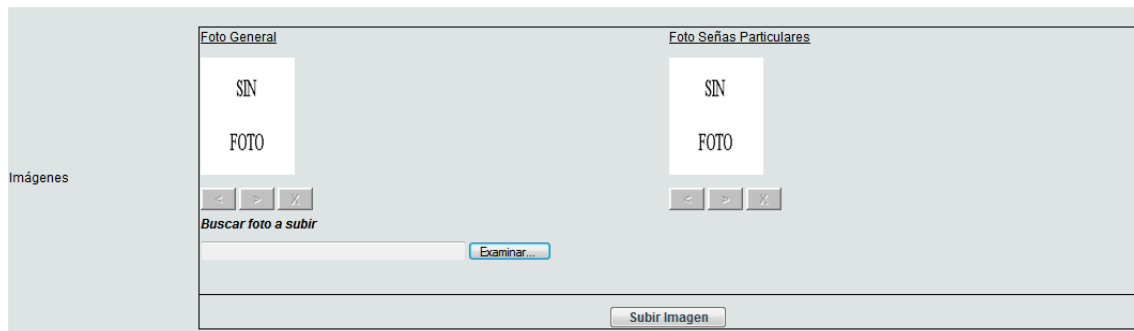 Imágenes
Foto General
SIN
FOTO
< > X
Buscar foto a subir
Examinar...
Foto Señas Particulares
SIN
FOTO
< > X
Subir Imagen